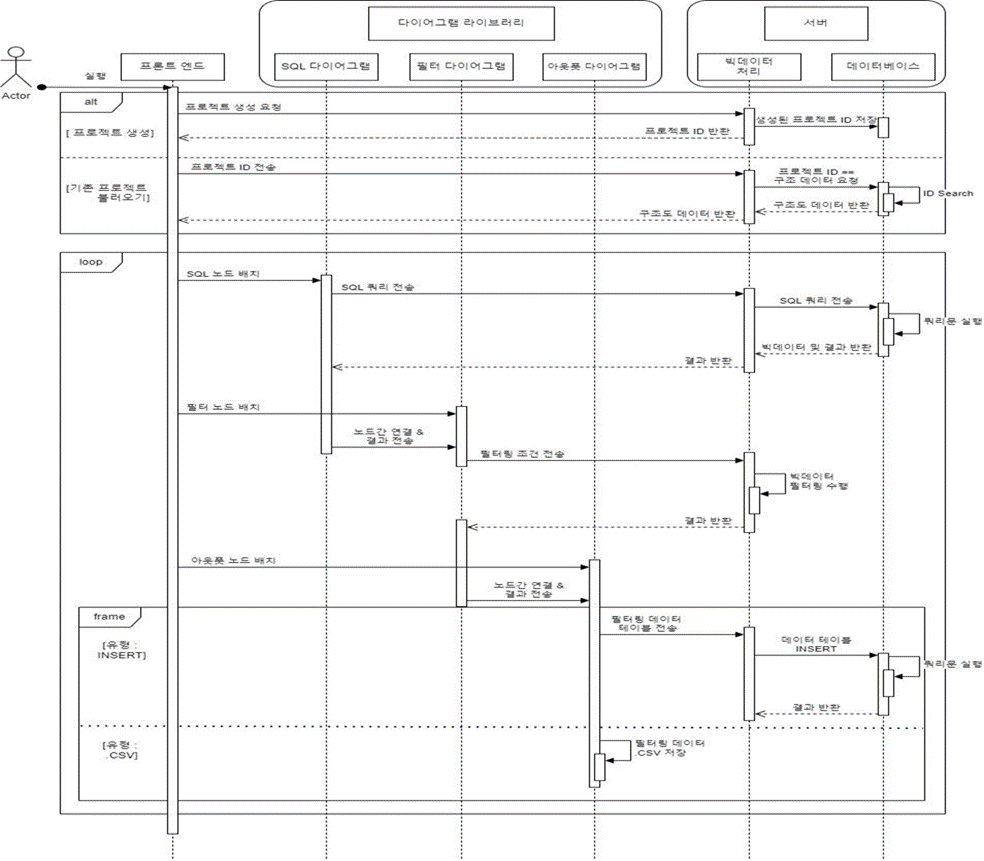 다이어그램 라이브러리
서버
프론트 엔드
SQL 다이어그램
필터 다이어그램
아웃풋 다이어그램
빅데이터
처리
데이터베이스
Actor
실행
alt
[ 프로젝트 생성]
프로젝트 생성 요청
생성된 프로젝트 ID 저장
프로젝트 ID 반환
[기존 프로젝트
불러오기]
프로젝트 ID 전송
프로젝트 ID ==
구조 데이터 요청
ID Search
구조도 데이터 반환
구조도 데이터 반환
loop
SQL 노드 배치
SQL 쿼리 전송
SQL 쿼리 전송
쿼리문 실행
빅데이터 및 결과 반환
결과 반환
필터 노드 배치
노드간 연결 &
결과 전송
필터링 조건 전송
빅데이터
필터링 수행
결과 반환
아웃풋 노드 배치
노드간 연결 &
결과 전송
frame
[유형 :
INSERT]
필터링 데이터
테이블 전송
데이터 테이블
INSERT
쿼리문 실행
결과 반환
[유형 :
.CSV]
필터링 데이터
.CSV 저장